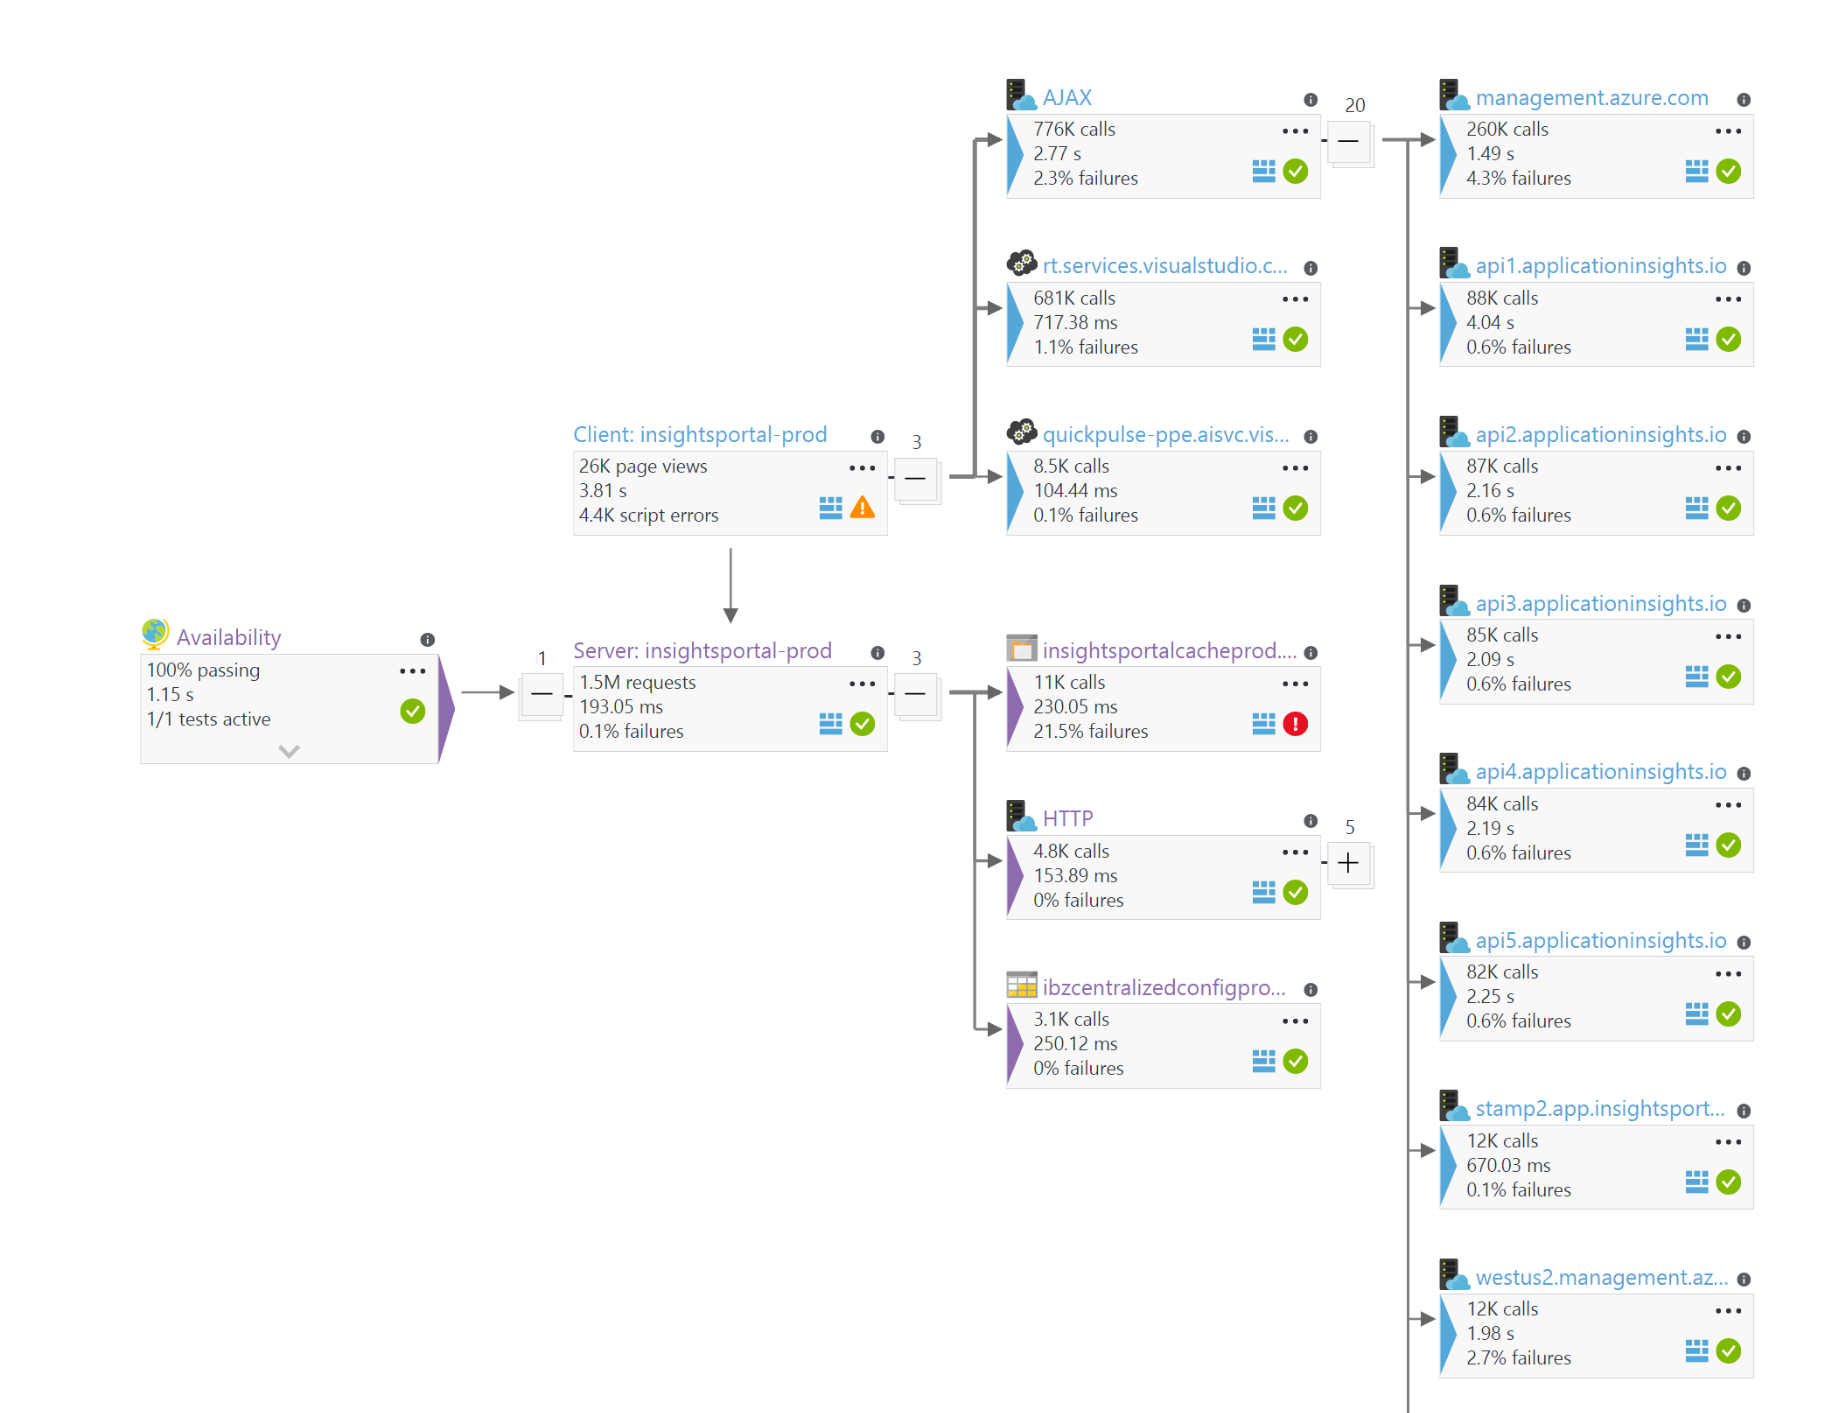 AJAX
776K calls
2.77 s
2.3% failures
20
management.azure.com
260K calls
1.49 s
4.3% failures
rt.services.visualstudio.c...
681K calls
717.38 ms
1.1% failures
api1.applicationinsights.io
88K calls
4.04 s
0.6% failures
Client: insightsportal-prod
26K page views
3.81 s
4.4K script errors
3
quickpulse-ppe.aisvc.vis...
8.5K calls
104.44 ms
0.1% failures
api2.applicationinsights.io
87K calls
2.16 s
0.6% failures
api3.applicationinsights.io
85K calls
2.09 s
0.6% failures
Availability
100% passing
1.15 s
1/1 tests active
1
Server: insightsportal-prod
1.5M requests
193.05 ms
0.1% failures
3
insightsportalcacheprod....
11K calls
230.05 ms
21.5% failures
api4.applicationinsights.io
84K calls
2.19 s
0.6% failures
HTTP
4.8K calls
153.89 ms
0% failures
5
api5.applicationinsights.io
82K calls
2.25 s
0.6% failures
ibzcentralizedconfigpro...
3.1K calls
250.12 ms
0% failures
stamp2.app.insightsport...
12K calls
670.03 ms
0.1% failures
westus2.management.az...
12K calls
1.98 s
2.7% failures